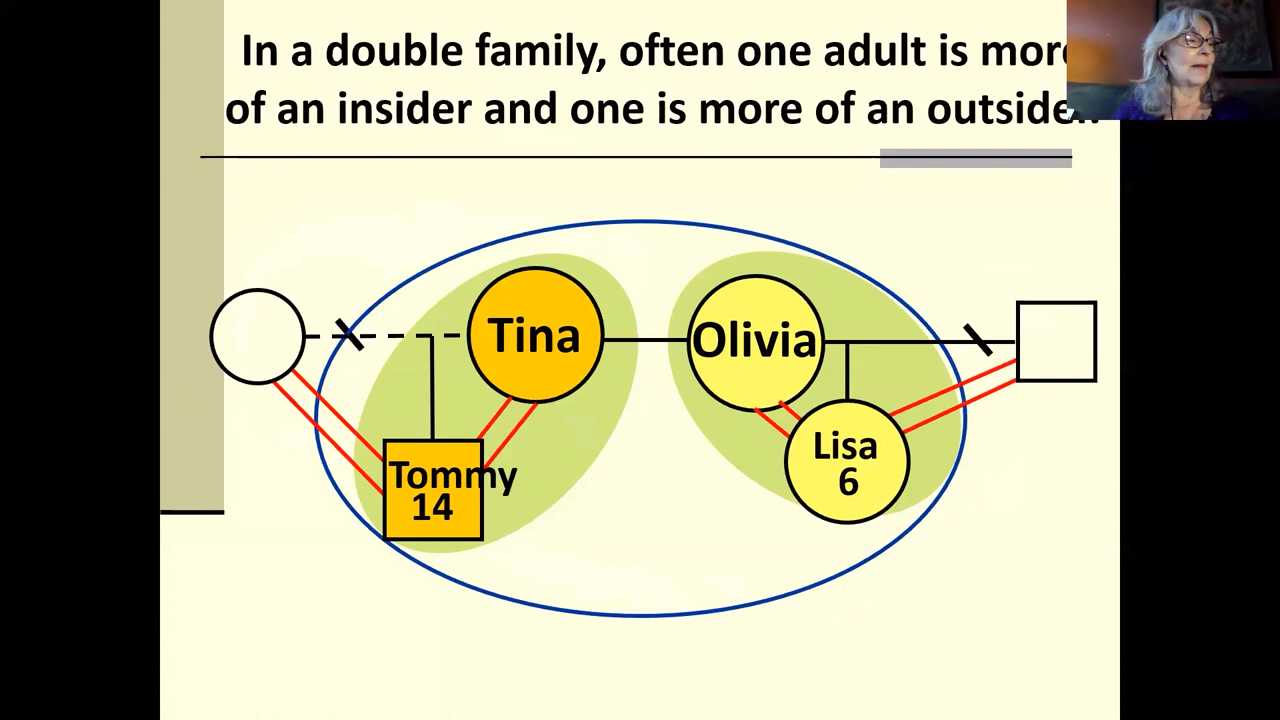 In a double family, often one adult is more
of an insider and one is more of an outsider.
Tina
Olivia
Tommy
14
Lisa
6